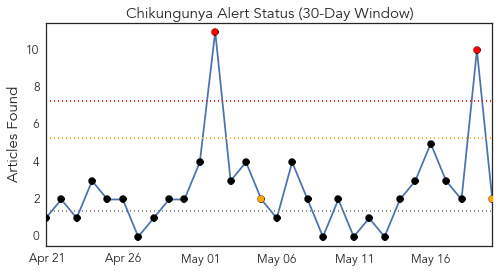 Chikungunya Alert Status (30-Day Window)
Articles Found
10
8
6
4
2
0
Apr 21
Apr 26
May 01
May 06
May 11
May 16